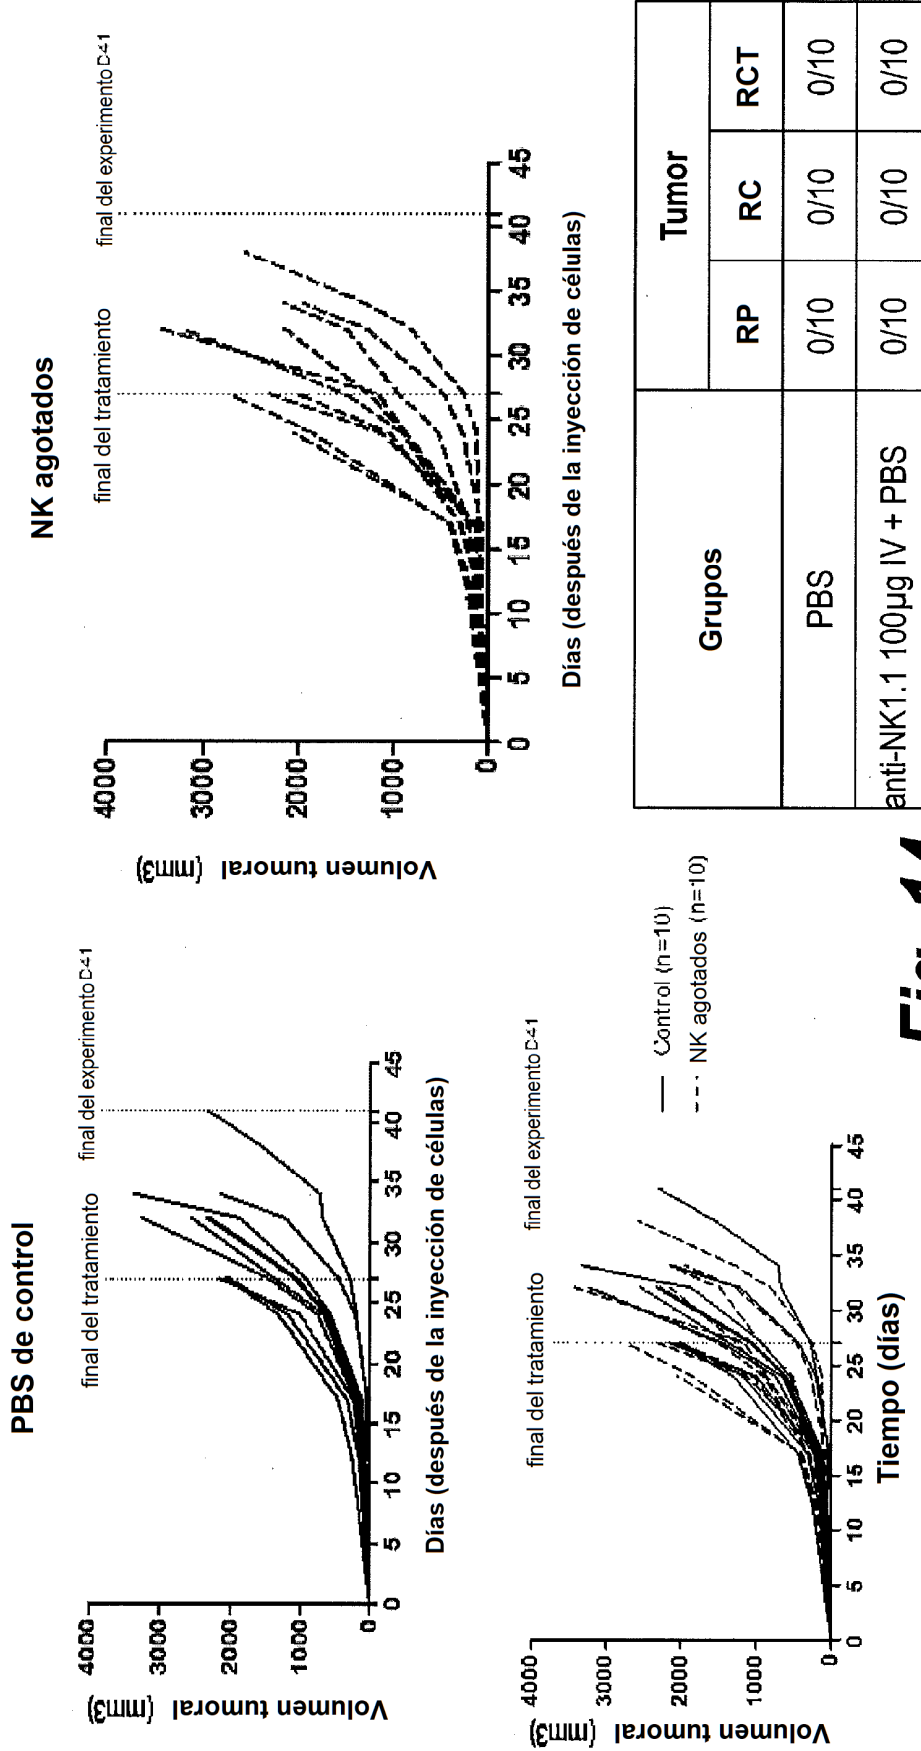 PBS de control
final del tratamiento
final del experimento D-41
4000
3000
2000
1000
0
Volumen tumoral
(mm3)
0 5 10 15 20 25 30 35 40 45
Días (después de la inyección de células)
NK agotados
final del tratamiento
final del experimento D-41
4000
3000
2000
1000
0
Volumen tumoral
(mm3)
0 5 10 15 20 25 30 35 40 45
Días (después de la inyección de células)
final del tratamiento
final del experimento D-41
4000
3000
2000
1000
0
Volumen tumoral
(mm3)
0 5 10 15 20 25 30 35 40 45
Tiempo (días)
Control (n=10)
NK agotados (n=10)
Grupos Tumor
RP RC RCT
PBS 0/10 0/10 0/10
anti-NK1.1 100µg IV + PBS 0/10 0/10 0/10